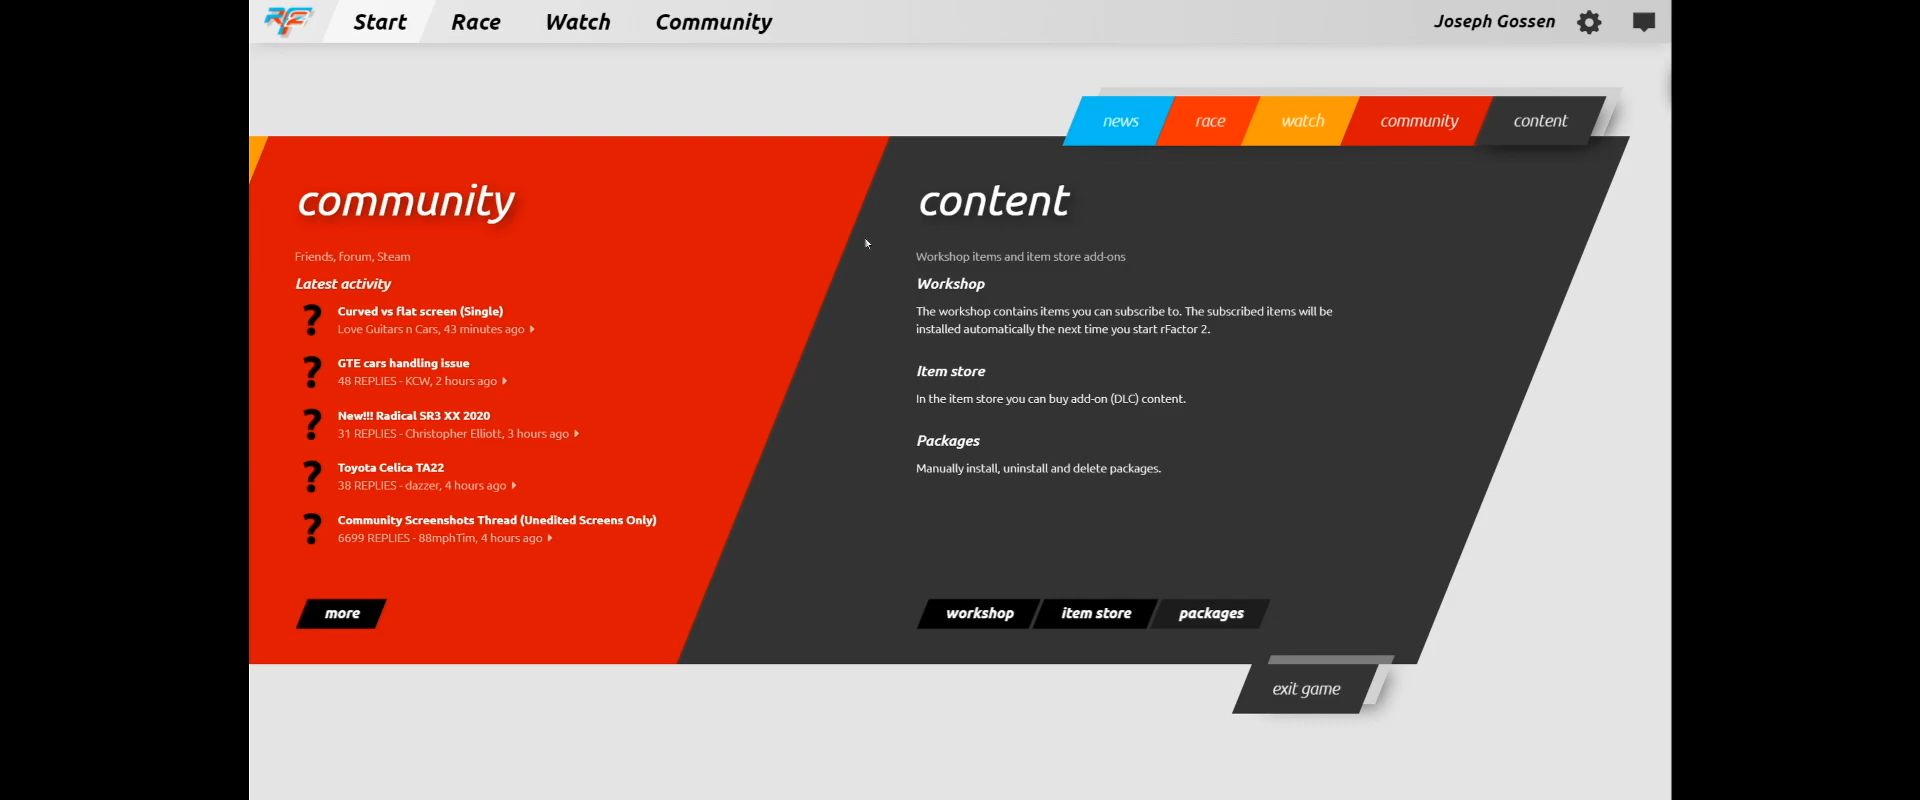 Start Race Watch Community Joseph Gossen
news race watch community content
community
Friends, forum, Steam
Latest activity
Curved vs flat screen (Single)
Love Guitars n Cars, 43 minutes ago
GTE cars handling issue
48 REPLIES - KCW, 2 hours ago
New!!! Radical SR3 XX 2020
31 REPLIES - Christopher Elliott, 3 hours ago
Toyota Celica TA22
38 REPLIES - dazzer, 4 hours ago
Community Screenshots Thread (Unedited Screens Only)
6699 REPLIES - 88mphTim, 4 hours ago
more
content
Workshop items and item store add-ons
Workshop
The workshop contains items you can subscribe to. The subscribed items will be
installed automatically the next time you start rFactor 2.
Item store
In the item store you can buy add-on (DLC) content.
Packages
Manually install, uninstall and delete packages.
workshop item store packages
exit game